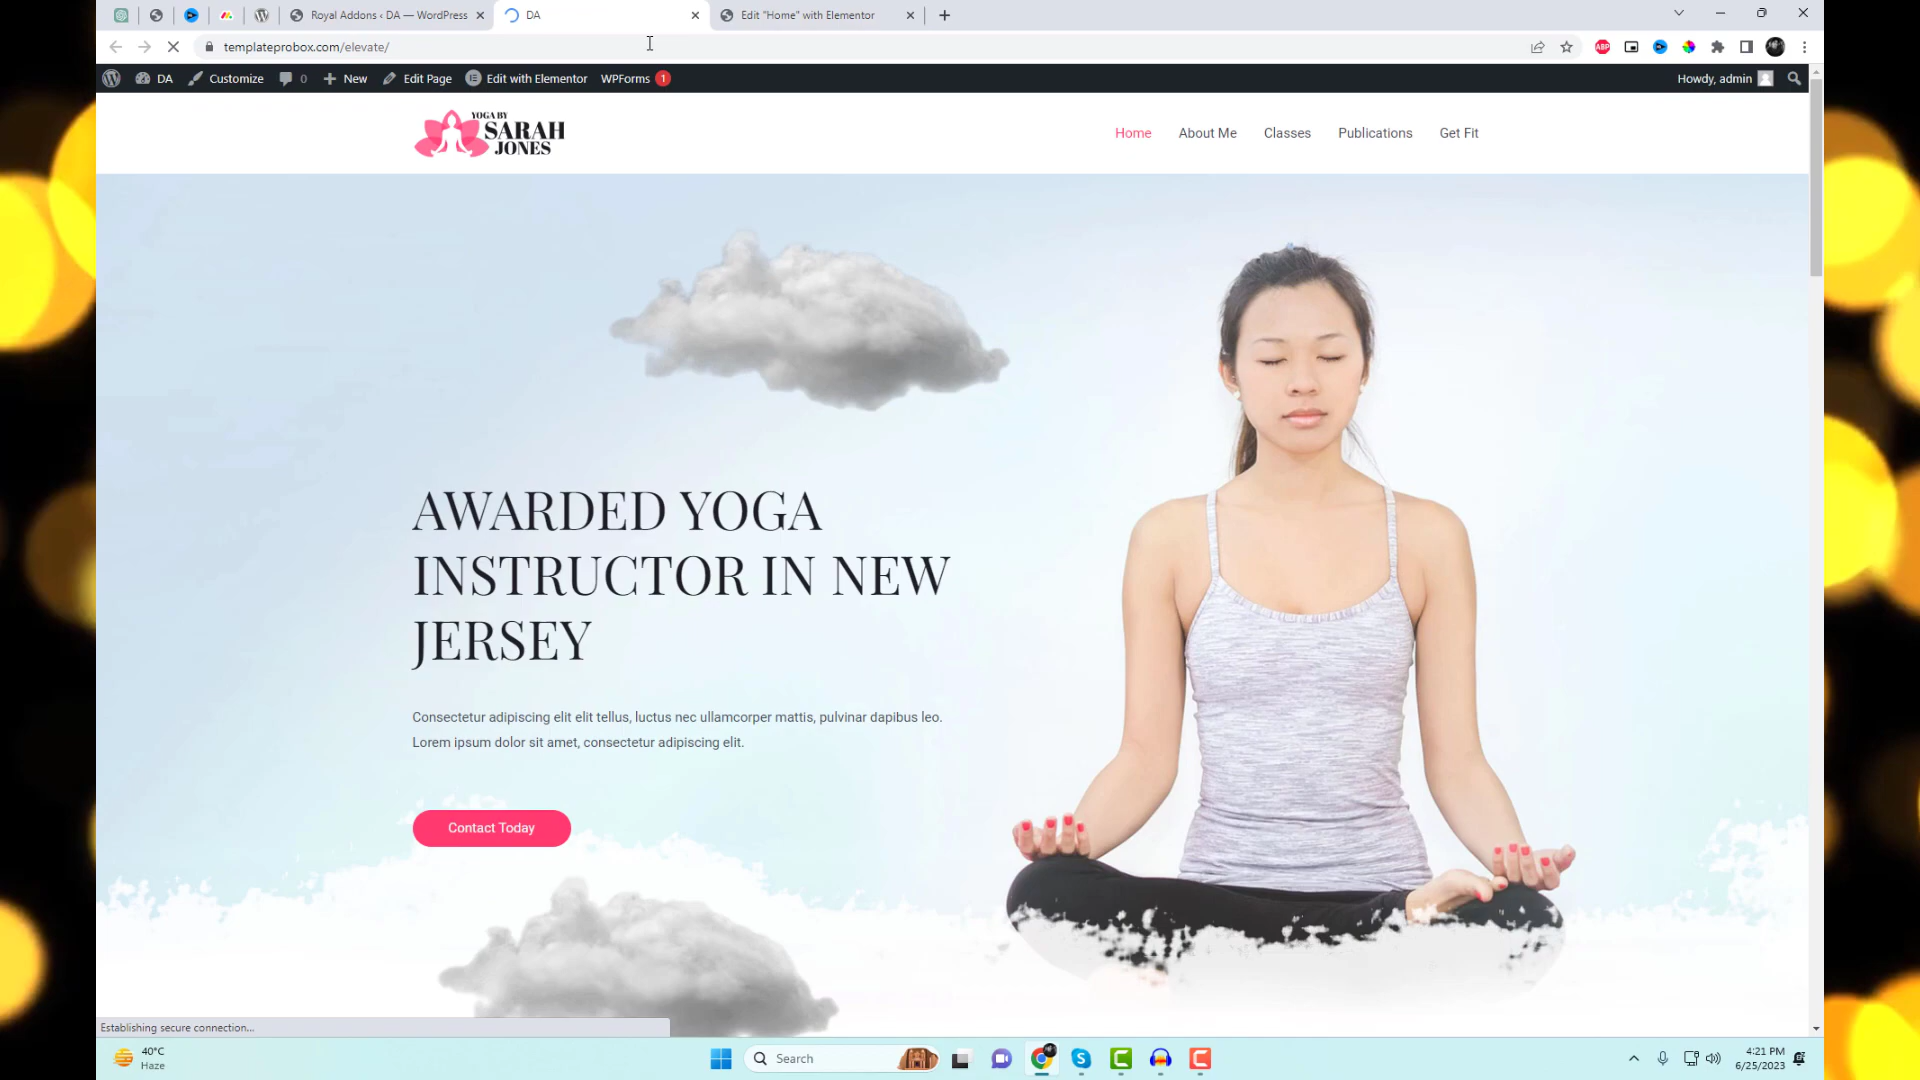 Royal Addons ‹ DA — WordPress
DA
Edit "Home" with Elementor
templateprobox.com/elevate/
ABP
DA
Customize
0
New
Edit Page
Edit with Elementor
WPForms
1
Howdy, admin
YOGA BY
SARAH
JONES
Home
About Me
Classes
Publications
Get Fit
AWARDED YOGA
INSTRUCTOR IN NEW
JERSEY
Consectetur adipiscing elit elit tellus, luctus nec ullamcorper mattis, pulvinar dapibus leo.
Lorem ipsum dolor sit amet, consectetur adipiscing elit.
Contact Today
Establishing secure connection...
40°C
Haze
Search
4:21 PM
6/25/2023